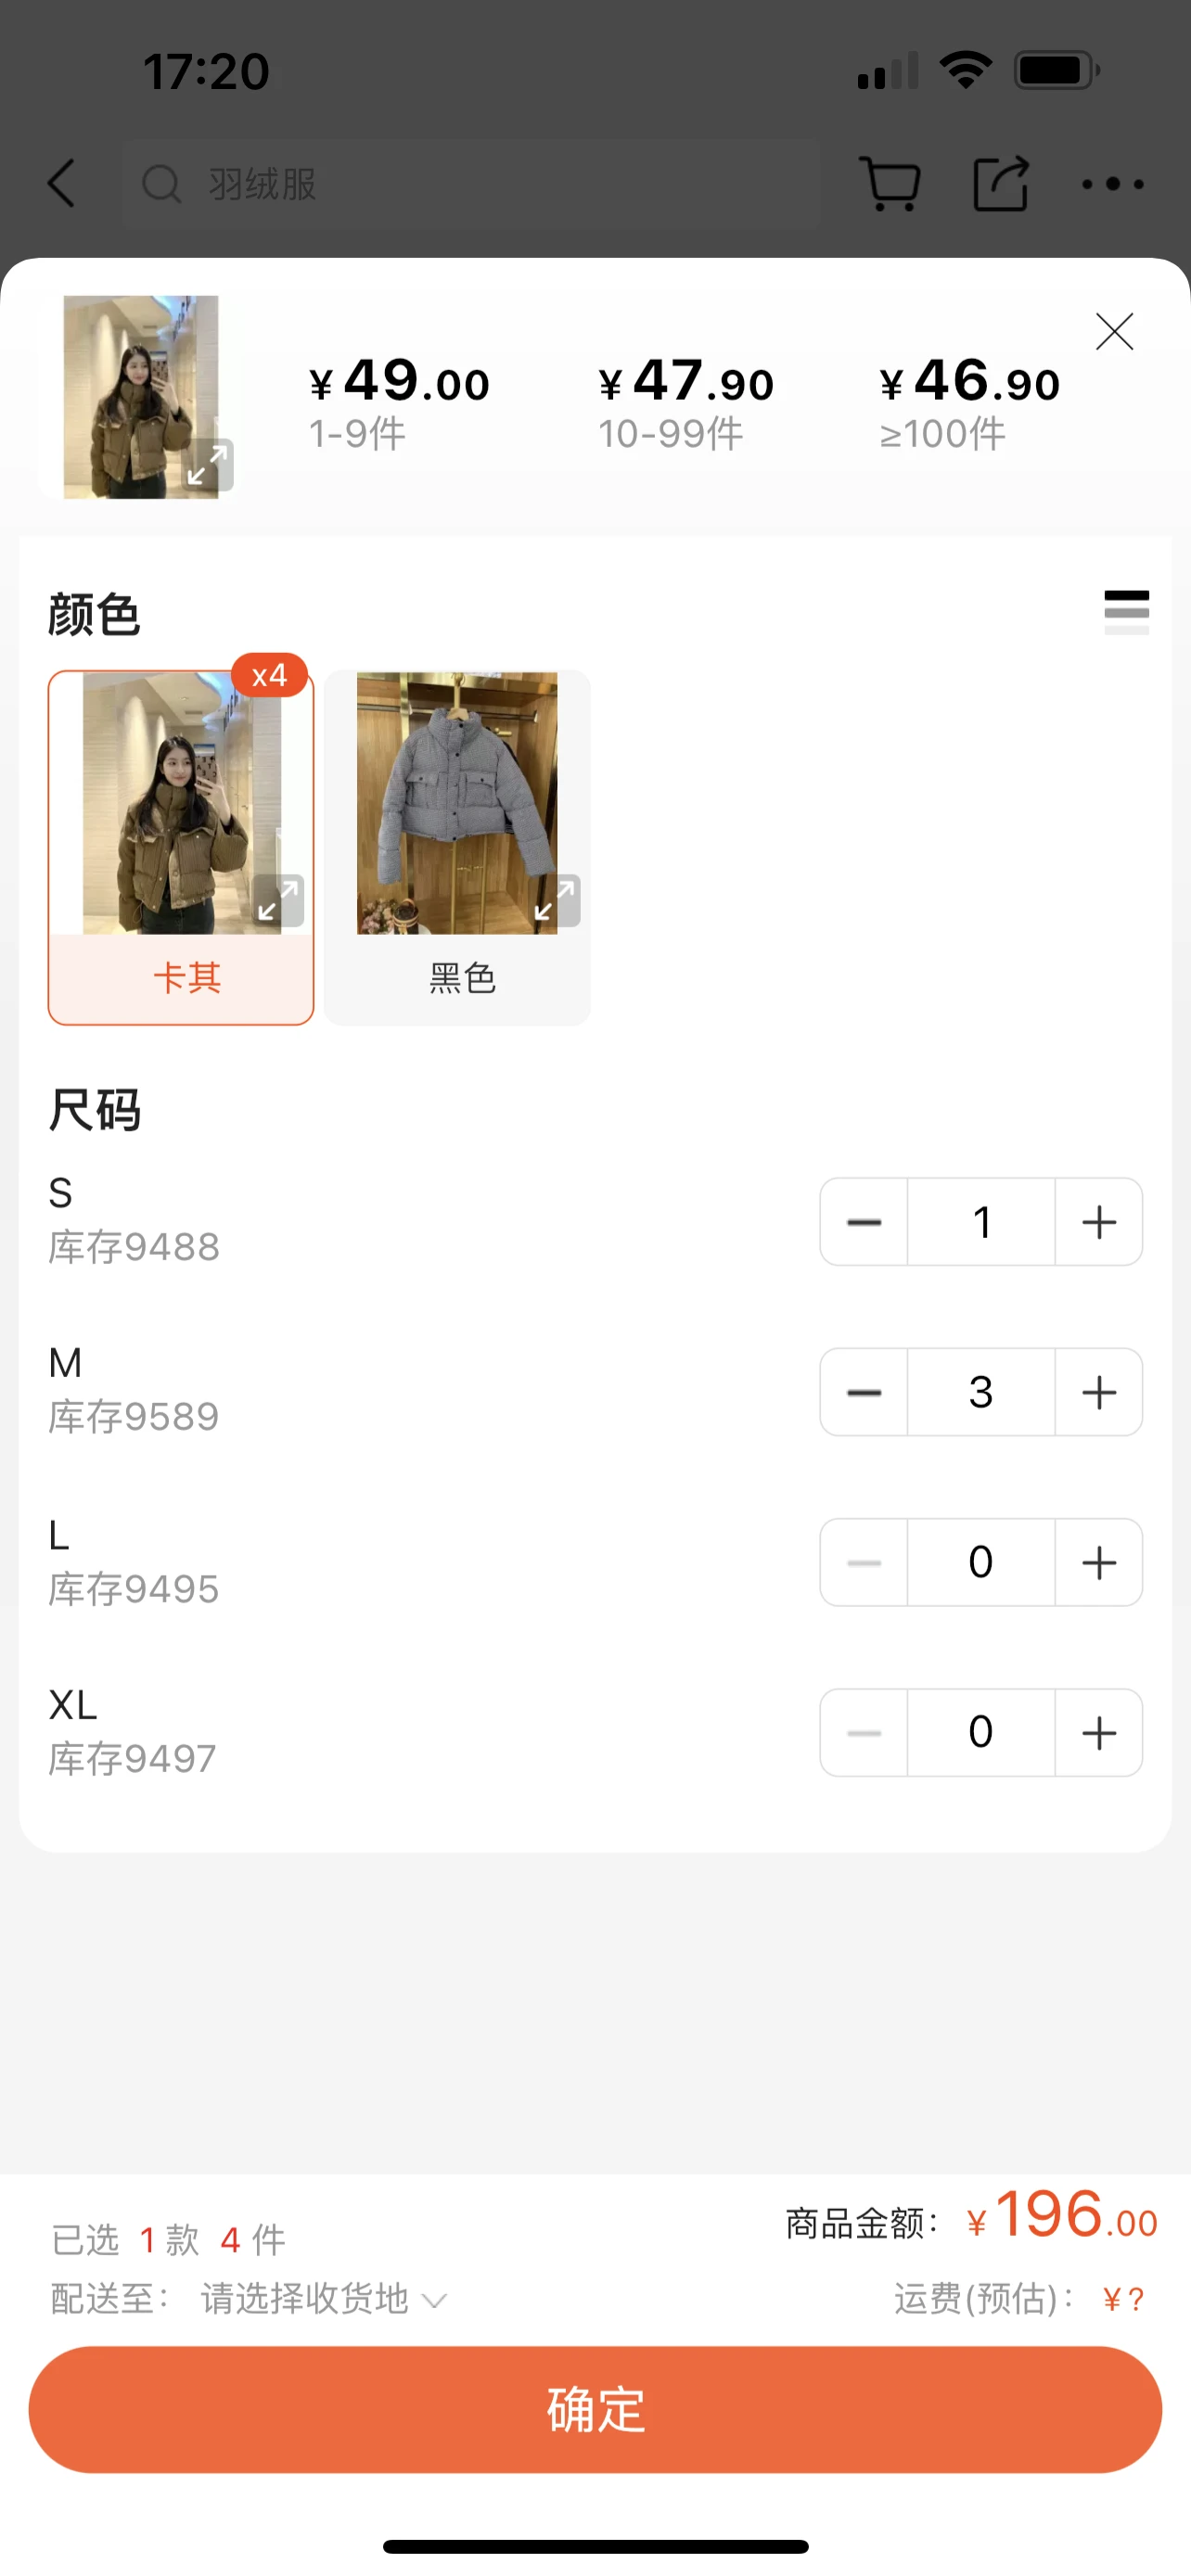 17:20
羽绒服
¥49.00 ¥47.90 ¥46.90
1-9件 10-99件 ≥100件
颜色
x4
卡其 黑色
尺码
S
库存9488
1
M
库存9589
3
L
库存9495
0
XL
库存9497
0
已选 1 款 4 件
商品金额: ¥196.00
配送至: 请选择收货地
运费(预估): ¥?
确定